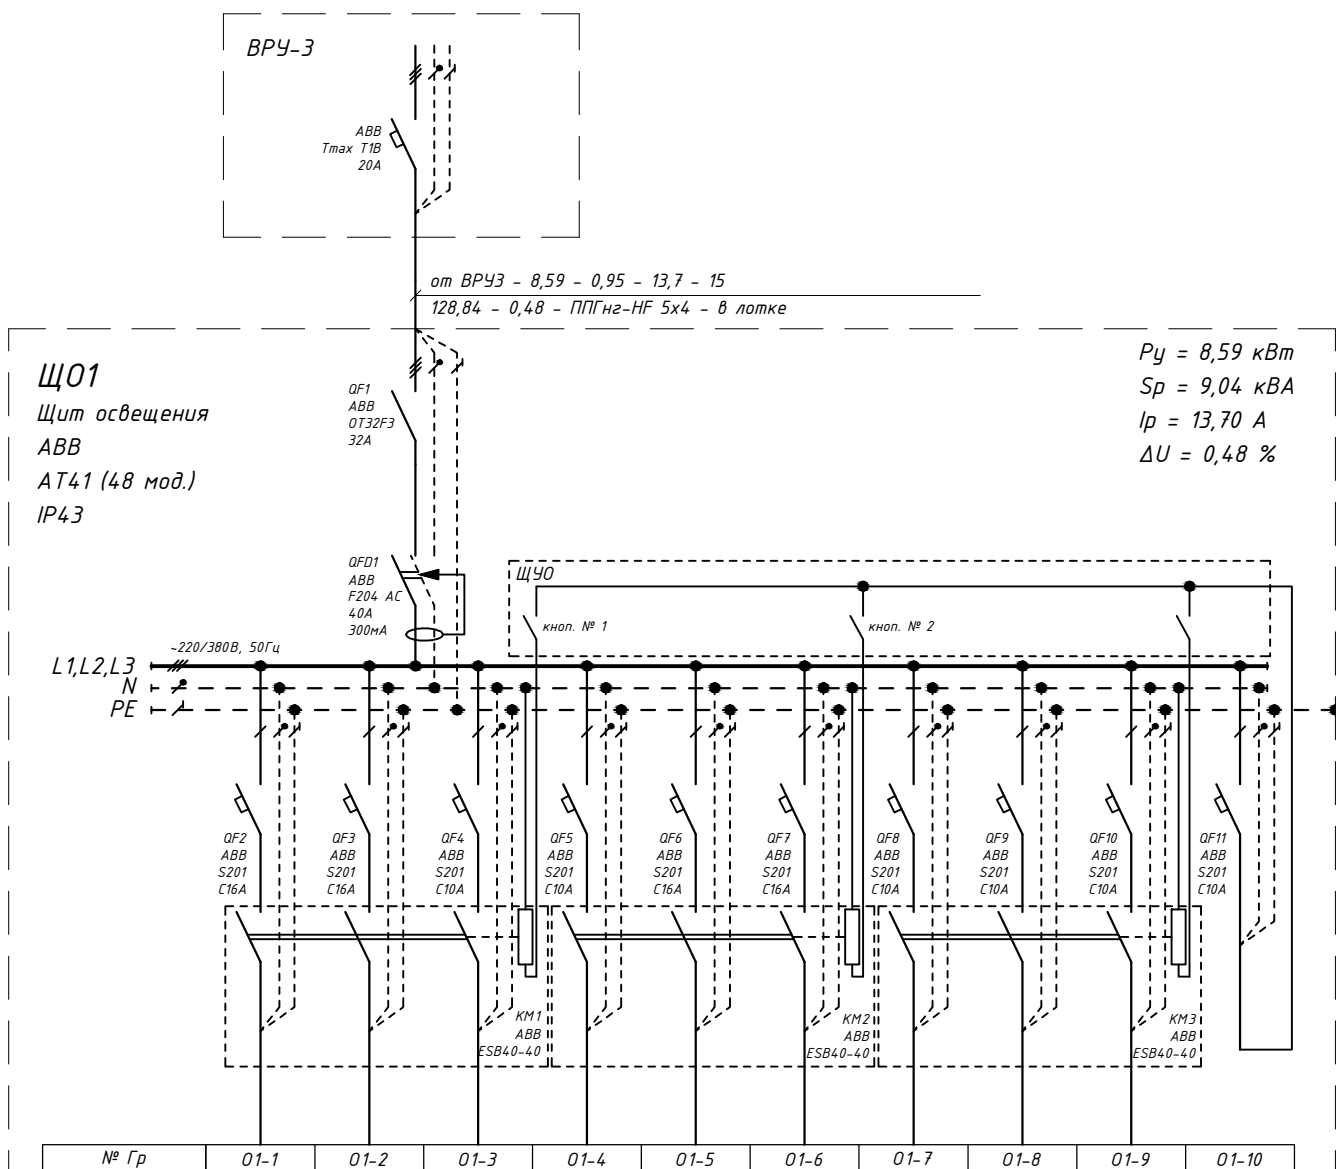 ВРУ-3
ABB
Tmax T1B
20A
от ВРУ3 - 8,59 - 0,95 - 13,7 - 15
128,84 - 0,48 - ППГнг-HF 5x4 - в лотке
ЩО1
Щит освещения
ABB
AT41 (48 мод.)
IP43
Pу = 8,59 кВт
Sр = 9,04 кВА
Iр = 13,70 А
ΔU = 0,48 %
QF1
ABB
OT32F3
32A
QFD1
ABB
F204 AC
40A
300мА
ЩУО
кноп. № 1
кноп. № 2
~220/380В, 50Гц
L1,L2,L3
N
PE
QF2
ABB
S201
C16A
QF3
ABB
S201
C16A
QF4
ABB
S201
C10A
QF5
ABB
S201
C10A
QF6
ABB
S201
C16A
QF7
ABB
S201
C16A
QF8
ABB
S201
C10A
QF9
ABB
S201
C10A
QF10
ABB
S201
C10A
QF11
ABB
S201
C10A
KM1
ABB
ESB40-40
KM2
ABB
ESB40-40
KM3
ABB
ESB40-40
№ Гр 01-1 01-2 01-3 01-4 01-5 01-6 01-7 01-8 01-9 01-10